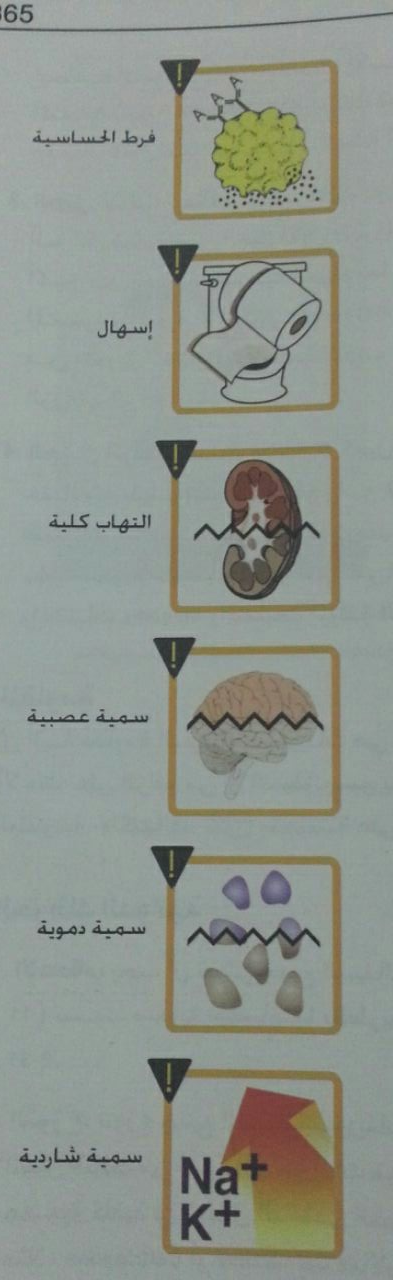 365
فرط الحساسية
إسهال
التهاب كلية
سمية عصبية
سمية دموية
سمية شاردية
Na+
K+